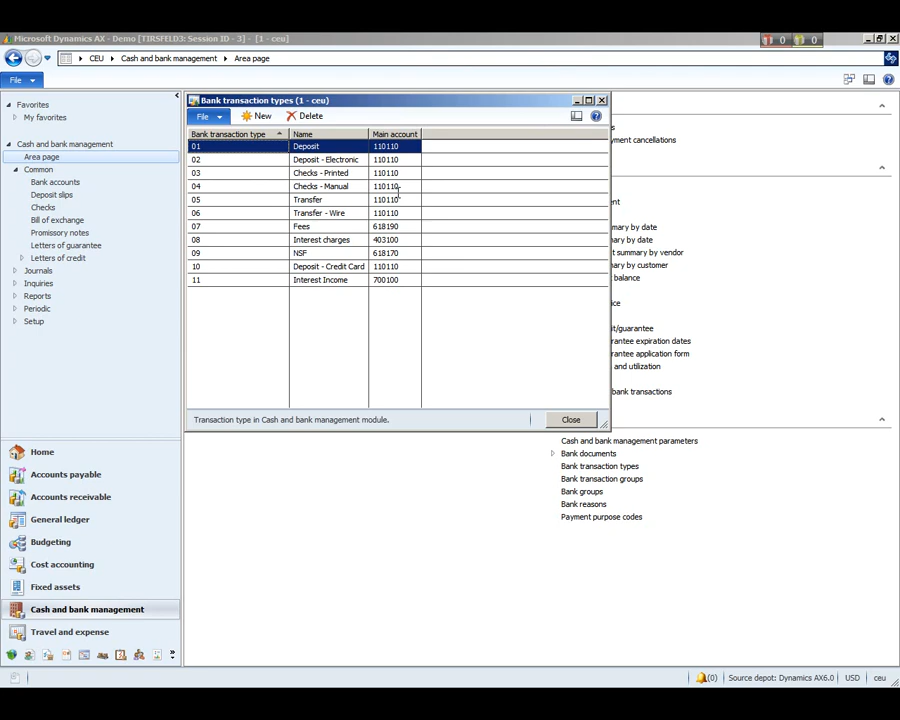 Microsoft Dynamics AX - Demo [TIRSFELD3: Session ID - 3] - [1 - ceu]
0 0
CEU Cash and bank management Area page
File
Favorites
My favorites
Cash and bank management
Area page
Common
Bank accounts
Deposit slips
Checks
Bill of exchange
Promissory notes
Letters of guarantee
Letters of credit
Journals
Inquiries
Reports
Periodic
Setup
Home
Accounts payable
Accounts receivable
General ledger
Budgeting
Cost accounting
Fixed assets
Cash and bank management
Travel and expense
Bank transaction types (1 - ceu)
File New Delete
Bank transaction type Name Main account
01 Deposit 110110
02 Deposit - Electronic 110110
03 Checks - Printed 110110
04 Checks - Manual 110110
05 Transfer 110110
06 Transfer - Wire 110110
07 Fees 618190
08 Interest charges 403100
09 NSF 618170
10 Deposit - Credit Card 110110
11 Interest Income 700100
Transaction type in Cash and bank management module. Close
ts
yment cancellations
ent
mmary by date
ary by date
t summary by vendor
nary by customer
balance
ce
it/guarantee
rantee expiration dates
rantee application form
and utilization
bank transactions
Cash and bank management parameters
Bank documents
Bank transaction types
Bank transaction groups
Bank groups
Bank reasons
Payment purpose codes
(0) Source depot: Dynamics AX6.0 USD ceu